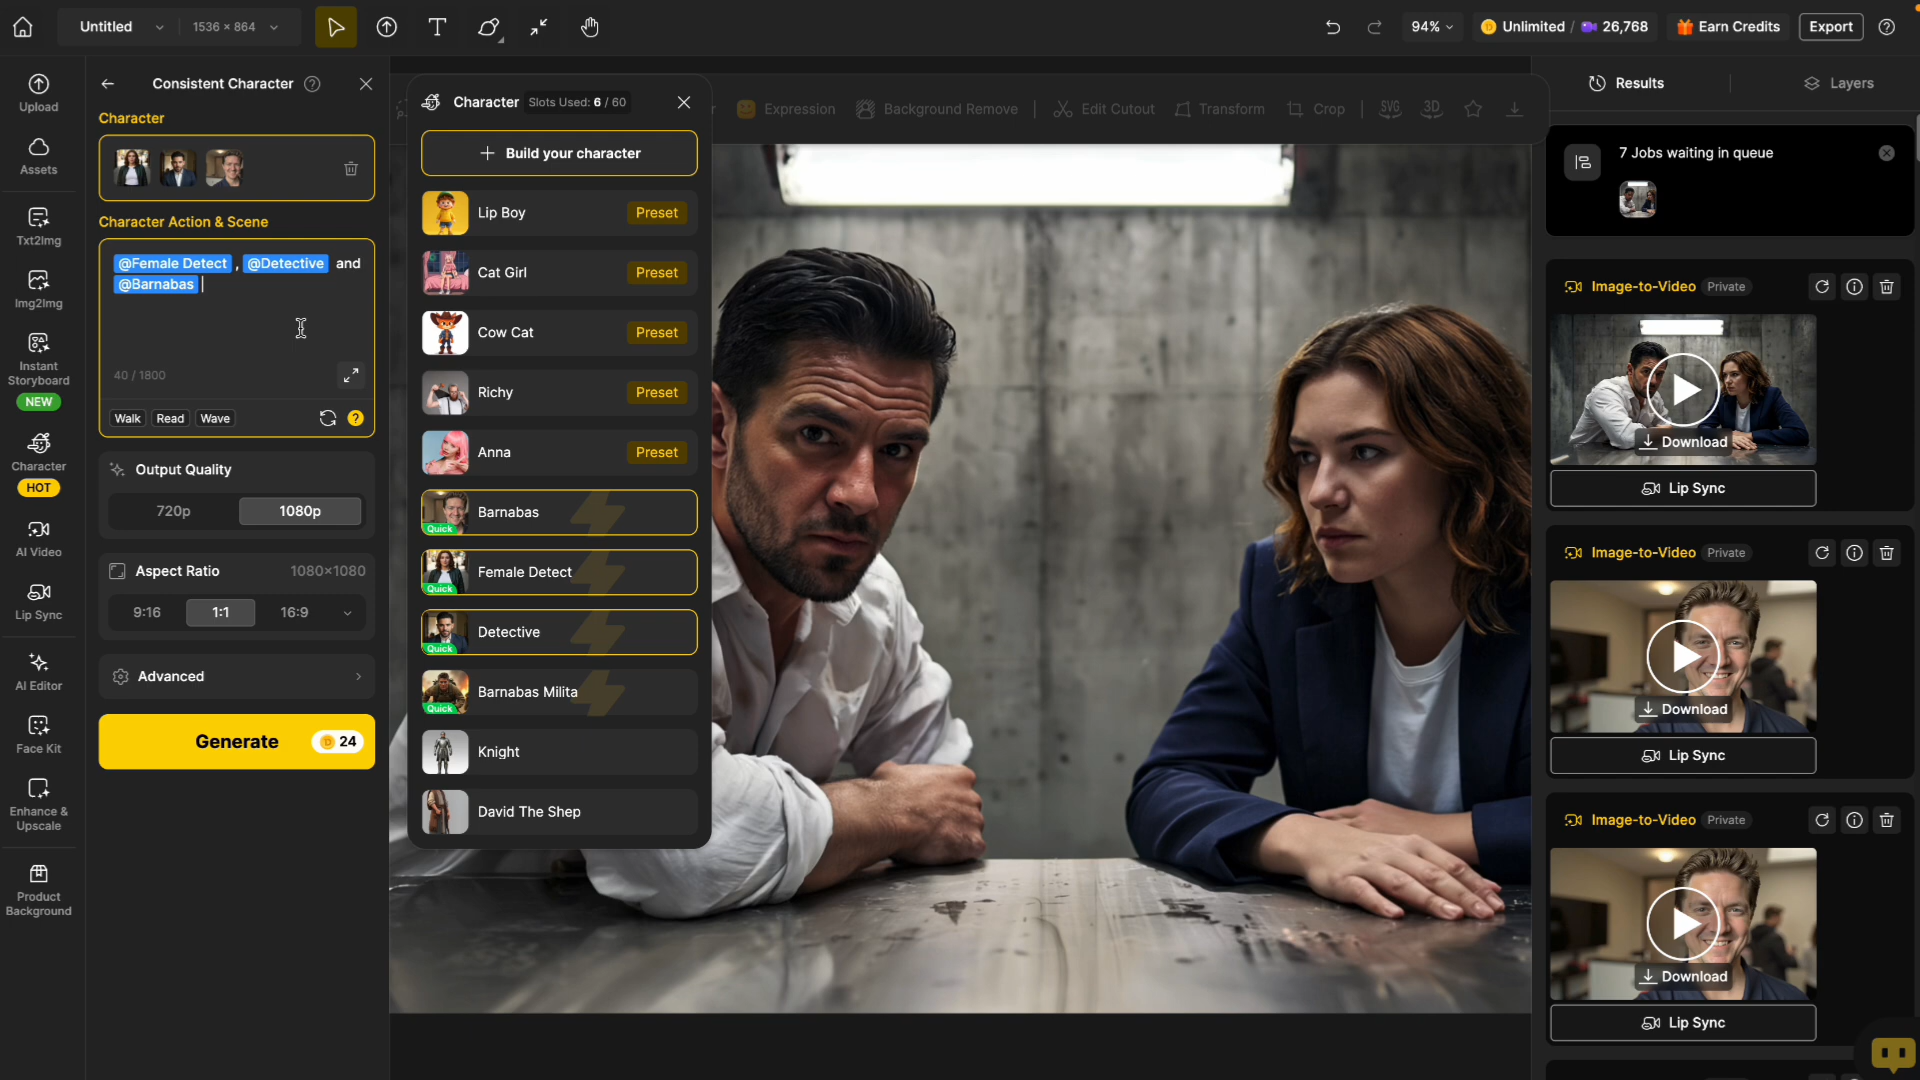 Untitled
1536 × 864
94%
Unlimited / 26,768
Earn Credits
Export
Upload
Assets
Txt2Img
Img2Img
Instant
Storyboard
NEW
Character
HOT
AI Video
Lip Sync
AI Editor
Face Kit
Enhance &
Upscale
Product
Background
Consistent Character
Character
Character Action & Scene
@Female Detect , @Detective and
@Barnabas
40 / 1800
Walk Read Wave
Output Quality
720p 1080p
Aspect Ratio 1080×1080
9:16 1:1 16:9
Advanced
Generate 24
Character Slots Used: 6 / 60
Build your character
Lip Boy Preset
Cat Girl Preset
Cow Cat Preset
Richy Preset
Anna Preset
Barnabas
Quick
Female Detect
Quick
Detective
Quick
Barnabas Milita
Quick
Knight
David The Shep
Expression Background Remove Edit Cutout Transform Crop SVG 3D
Results Layers
7 Jobs waiting in queue
Image-to-Video Private
Download
Lip Sync
Image-to-Video Private
Download
Lip Sync
Image-to-Video Private
Download
Lip Sync